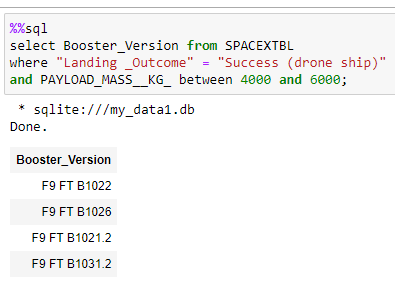 %%sql
select Booster_Version from SPACEXTBL
where "Landing _Outcome" = "Success (drone ship)"
and PAYLOAD_MASS__KG_ between 4000 and 6000;
* sqlite:///my_data1.db
Done.
Booster_Version
F9 FT B1022
F9 FT B1026
F9 FT B1021.2
F9 FT B1031.2